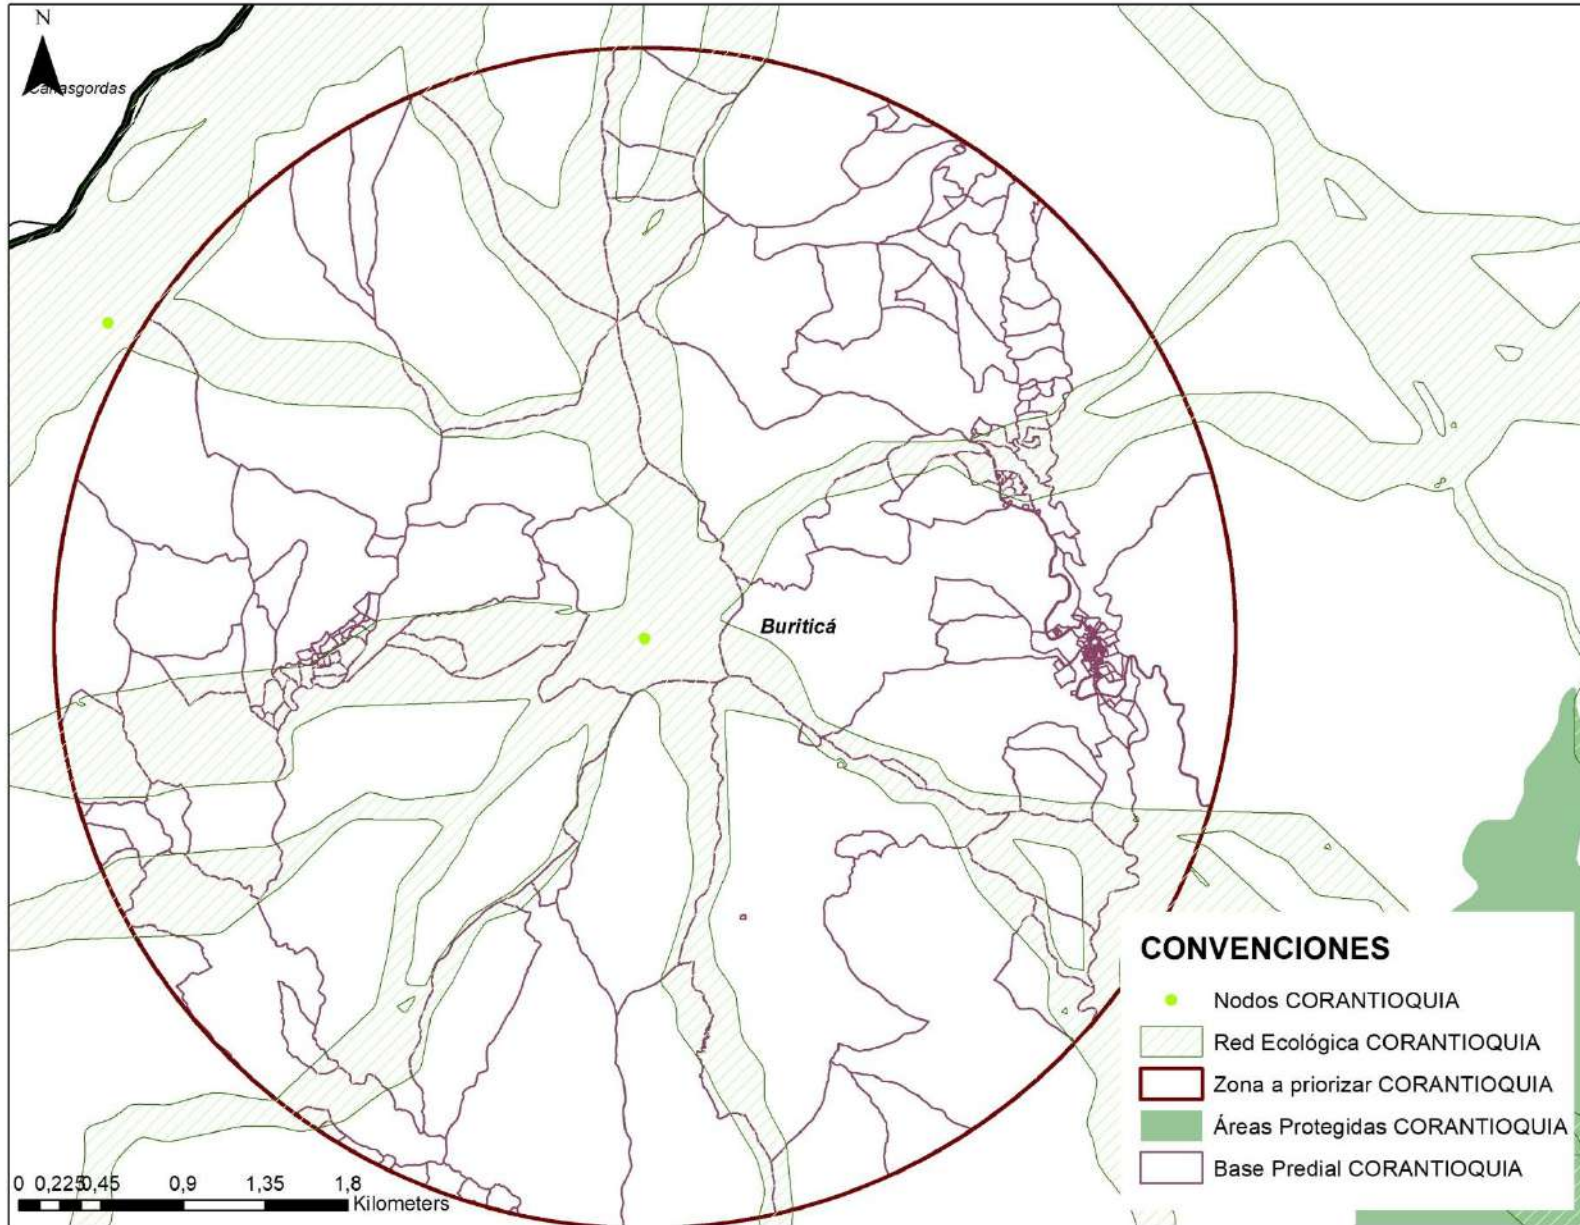 N
Cañasgordas
Buriticá
CONVENCIONES
Nodos CORANTIOQUIA
Red Ecológica CORANTIOQUIA
Zona a priorizar CORANTIOQUIA
Áreas Protegidas CORANTIOQUIA
Base Predial CORANTIOQUIA
0 0,225 0,45 0,9 1,35 1,8
Kilometers